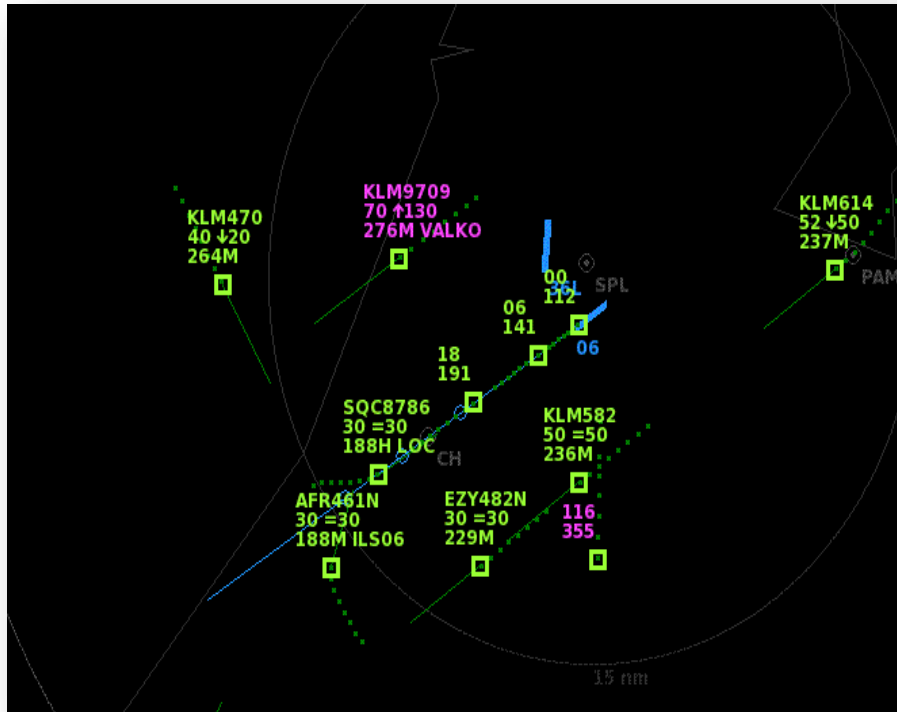 KLM470
40 ↓20
264M
KLM9709
70 ↑130
276M VALKO
KLM614
52 ↓50
237M
PAM
SPL
00
36L
112
06
141
06
18
191
SQC8786
30 =30
188H LOC
CH
KLM582
50 =50
236M
AFR461N
30 =30
188M ILS06
EZY482N
30 =30
229M
116
355
15 nm